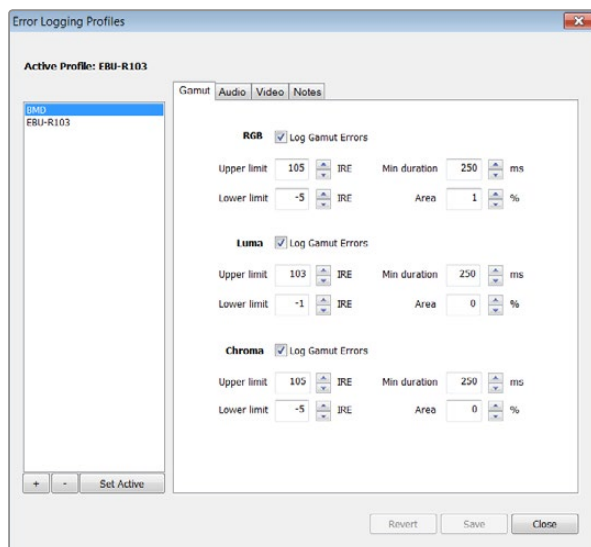 Error Logging Profiles
Active Profile: EBU-R103
BMD
EBU-R103
Gamut Audio Video Notes
RGB Log Gamut Errors
Upper limit 105 IRE Min duration 250 ms
Lower limit -5 IRE Area 1 %
Luma Log Gamut Errors
Upper limit 103 IRE Min duration 250 ms
Lower limit -1 IRE Area 0 %
Chroma Log Gamut Errors
Upper limit 105 IRE Min duration 250 ms
Lower limit -5 IRE Area 0 %
+ - Set Active
Revert Save Close